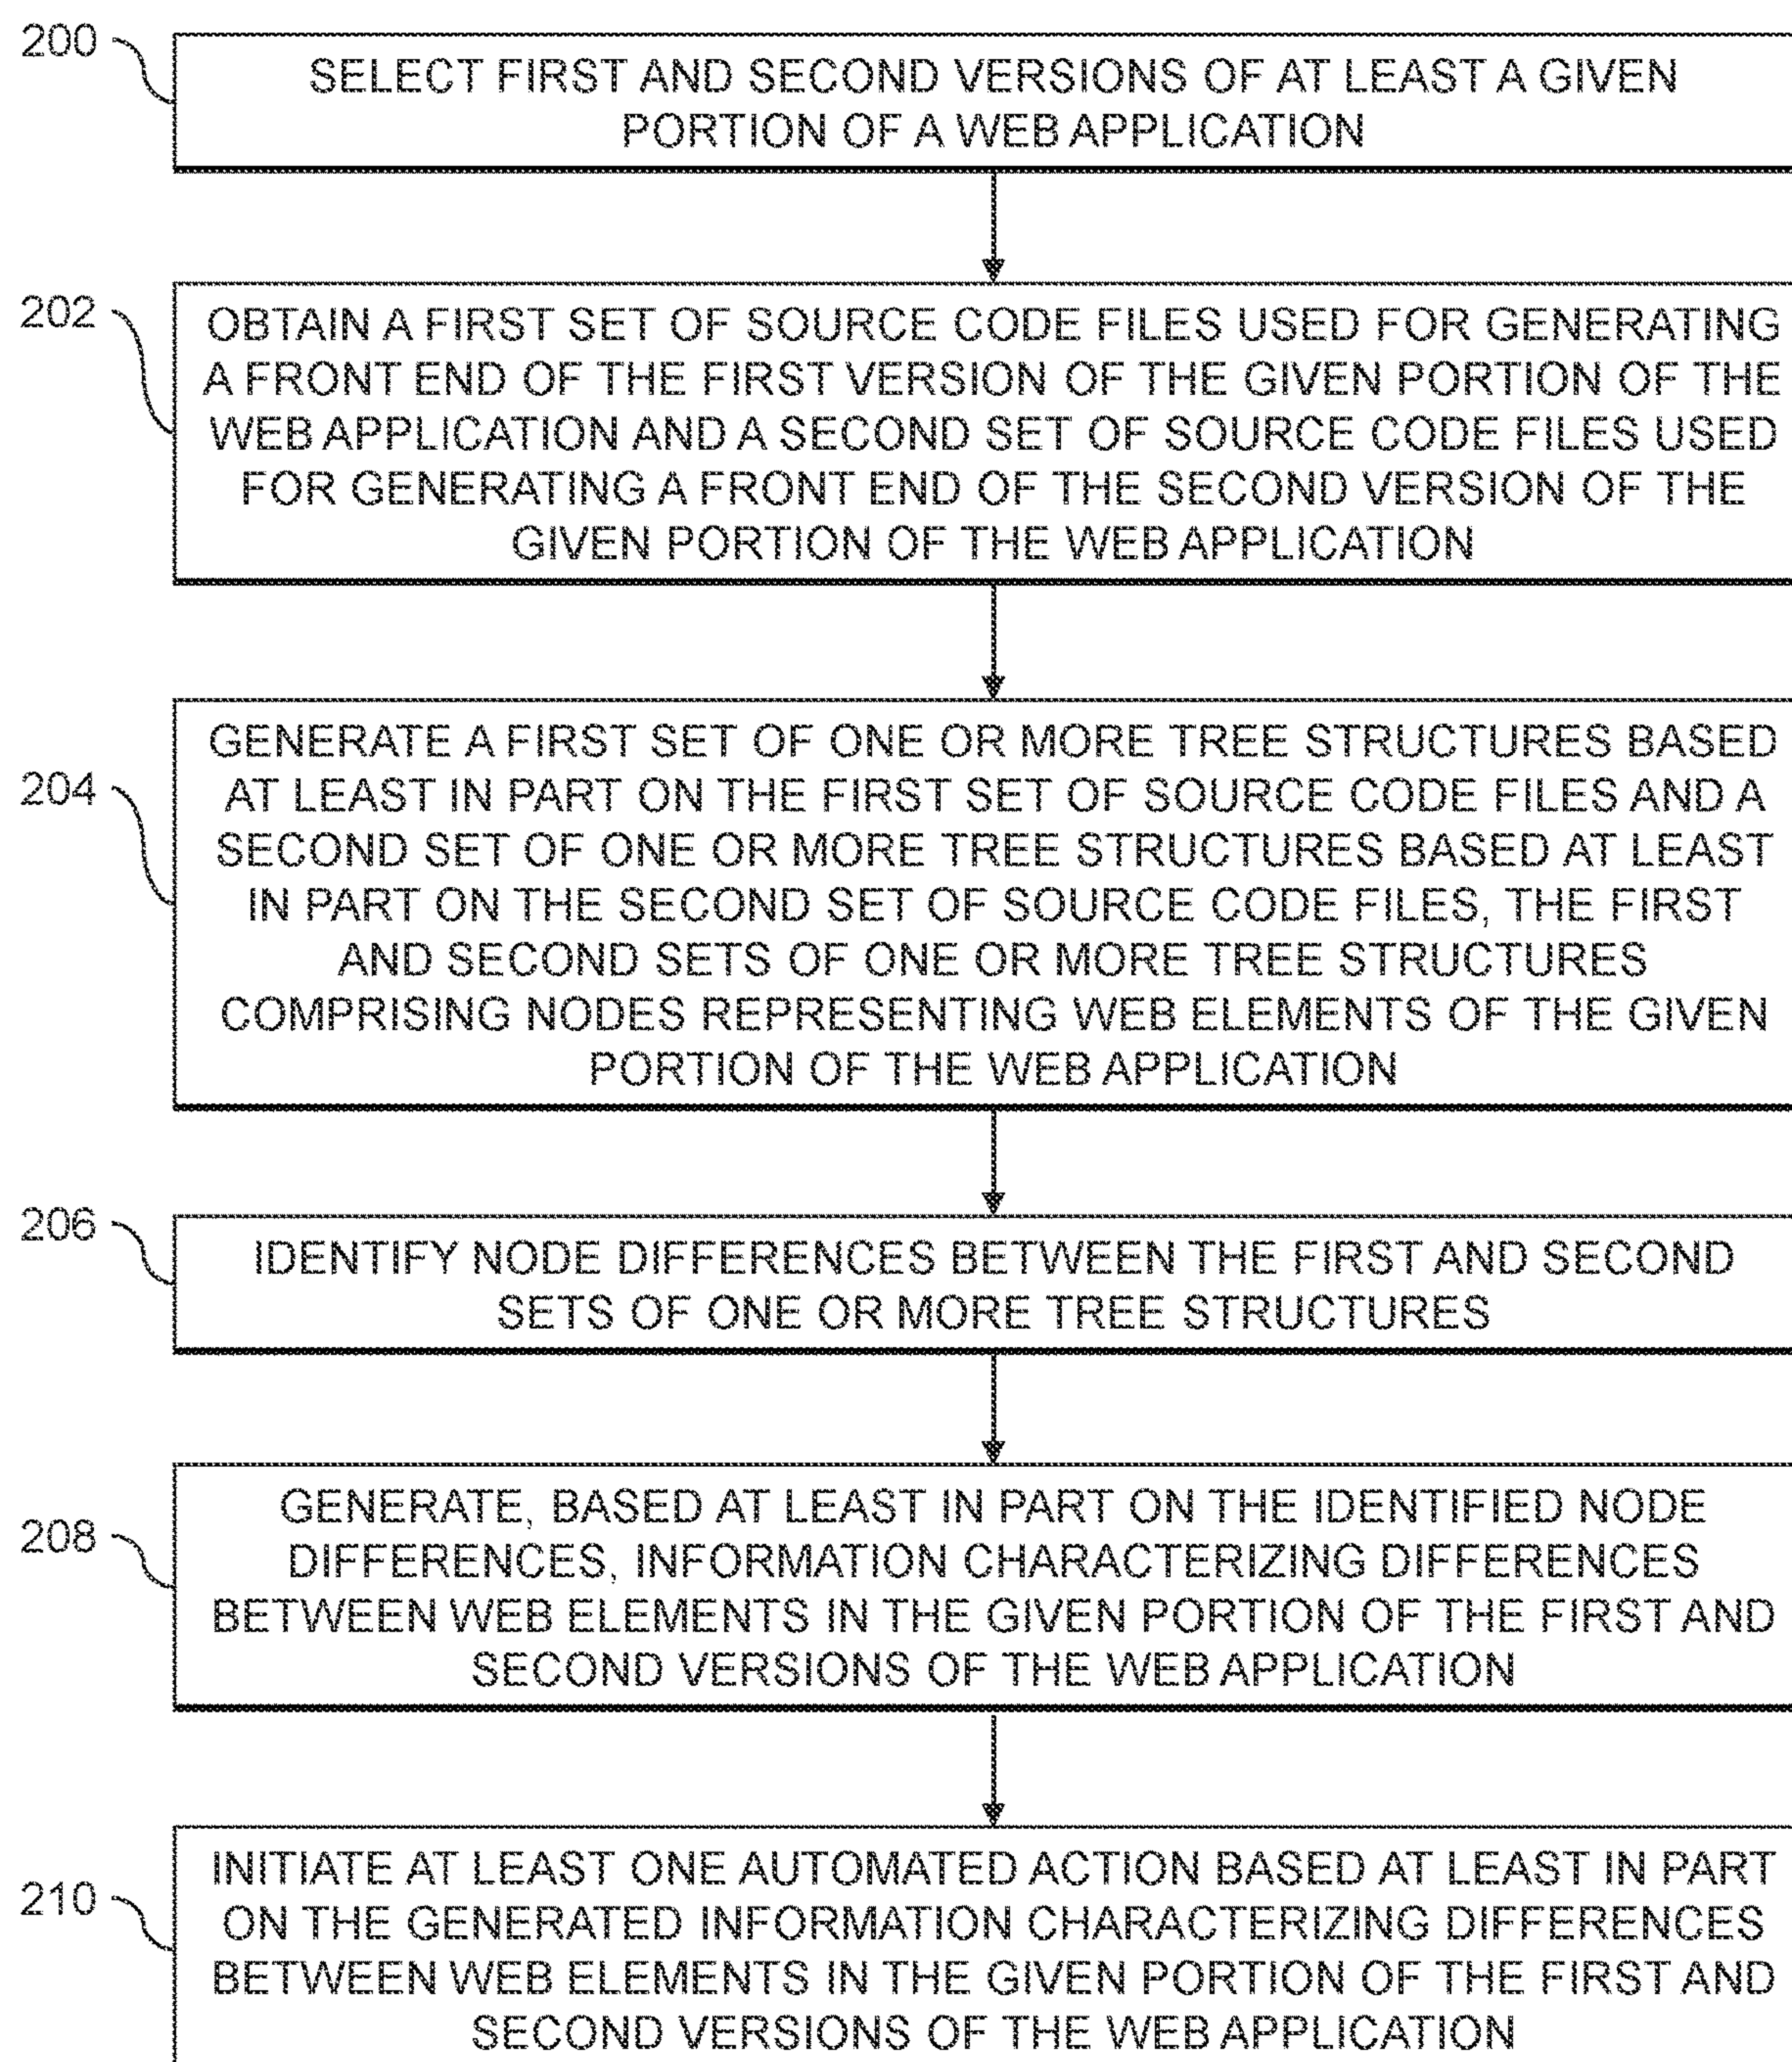 200
SELECT FIRST AND SECOND VERSIONS OF AT LEAST A GIVEN
PORTION OF A WEB APPLICATION
202
OBTAIN A FIRST SET OF SOURCE CODE FILES USED FOR GENERATING
A FRONT END OF THE FIRST VERSION OF THE GIVEN PORTION OF THE
WEB APPLICATION AND A SECOND SET OF SOURCE CODE FILES USED
FOR GENERATING A FRONT END OF THE SECOND VERSION OF THE
GIVEN PORTION OF THE WEB APPLICATION
204
GENERATE A FIRST SET OF ONE OR MORE TREE STRUCTURES BASED
AT LEAST IN PART ON THE FIRST SET OF SOURCE CODE FILES AND A
SECOND SET OF ONE OR MORE TREE STRUCTURES BASED AT LEAST
IN PART ON THE SECOND SET OF SOURCE CODE FILES, THE FIRST
AND SECOND SETS OF ONE OR MORE TREE STRUCTURES
COMPRISING NODES REPRESENTING WEB ELEMENTS OF THE GIVEN
PORTION OF THE WEB APPLICATION
206
IDENTIFY NODE DIFFERENCES BETWEEN THE FIRST AND SECOND
SETS OF ONE OR MORE TREE STRUCTURES
208
GENERATE, BASED AT LEAST IN PART ON THE IDENTIFIED NODE
DIFFERENCES, INFORMATION CHARACTERIZING DIFFERENCES
BETWEEN WEB ELEMENTS IN THE GIVEN PORTION OF THE FIRST AND
SECOND VERSIONS OF THE WEB APPLICATION
210
INITIATE AT LEAST ONE AUTOMATED ACTION BASED AT LEAST IN PART
ON THE GENERATED INFORMATION CHARACTERIZING DIFFERENCES
BETWEEN WEB ELEMENTS IN THE GIVEN PORTION OF THE FIRST AND
SECOND VERSIONS OF THE WEB APPLICATION